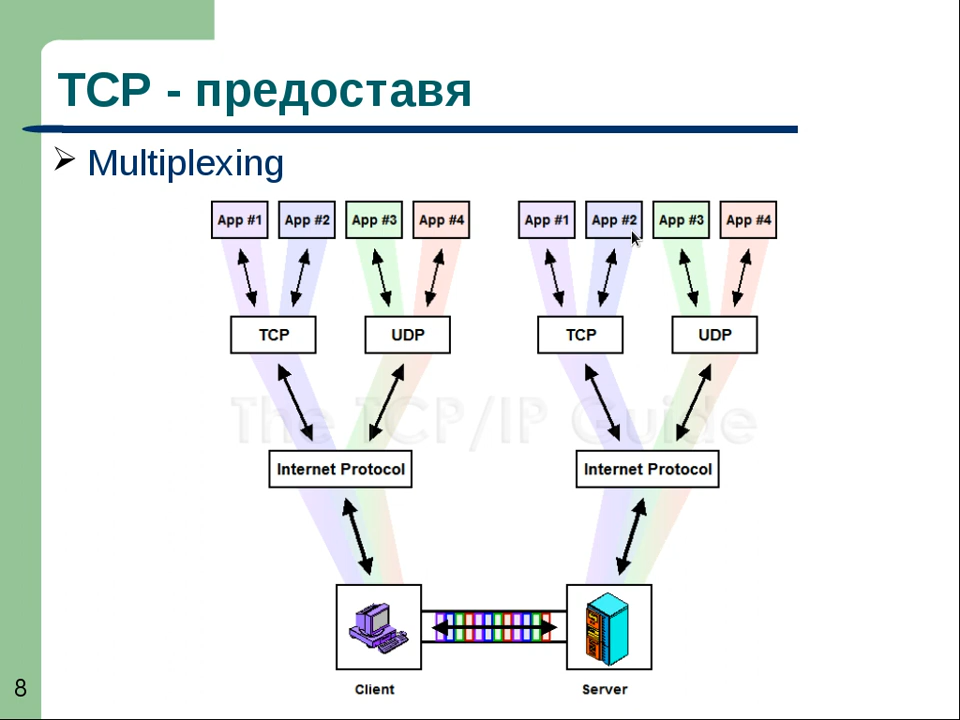 TCP - предоставя
Multiplexing
App #1 App #2 App #3 App #4 App #1 App #2 App #3 App #4
TCP UDP TCP UDP
The TCP/IP Guide
Internet Protocol Internet Protocol
Client Server
8